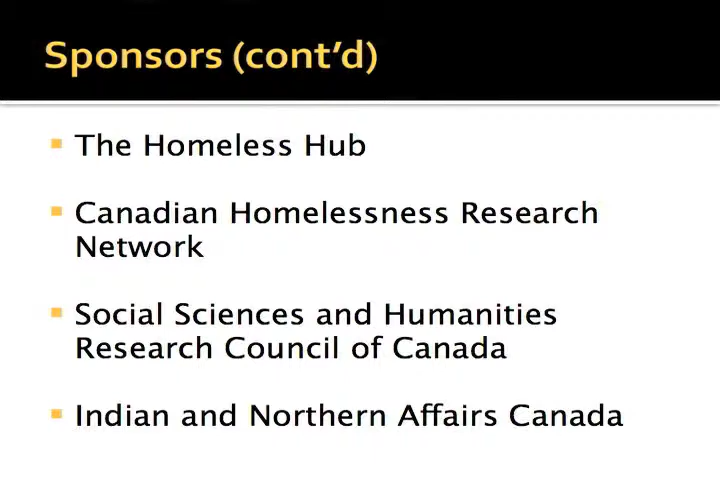 Sponsors (cont’d)
The Homeless Hub
Canadian Homelessness Research
Network
Social Sciences and Humanities
Research Council of Canada
Indian and Northern Affairs Canada